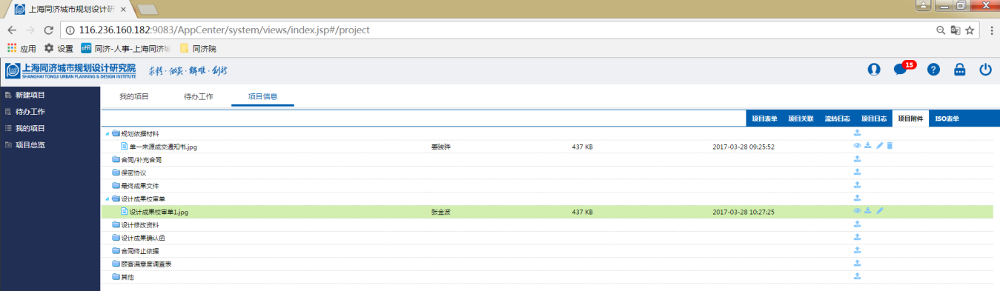 上海同济城市规划设计研
116.236.160.182:9083/AppCenter/system/views/index.jsp#/project
应用 设置 同济-人事-上海同济城 同济院
上海同济城市规划设计研究院
SHANGHAI TONGJI URBAN PLANNING & DESIGN INSTITUTE
15
新建项目
待办工作
我的项目
项目总览
我的项目 待办工作 项目信息
项目表单 项目关联 流转日志 项目日志 项目附件 ISO表单
规划依据材料
单一来源成交通知书.jpg 姜骏骅 437 KB 2017-03-28 09:25:52
合同/补充合同
保密协议
最终成果文件
设计成果校审单
设计成果校审单1.jpg 张金波 437 KB 2017-03-28 10:27:25
设计修改资料
设计成果确认函
合同终止依据
顾客满意度调查表
其他